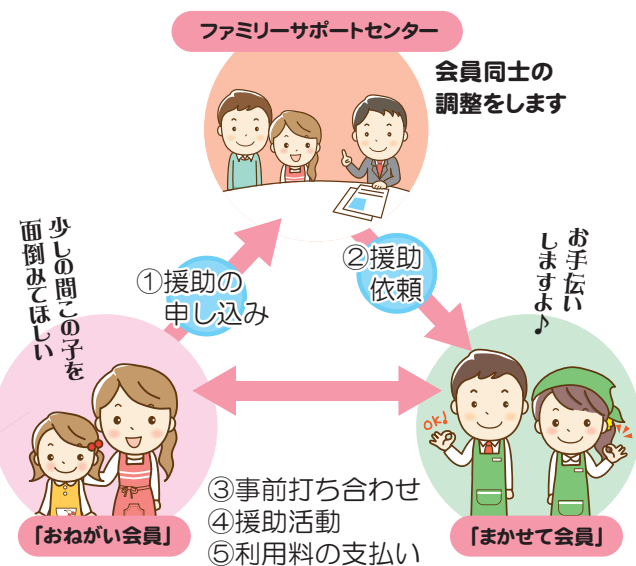 ファミリーサポートセンター
会員同士の
調整をします
少しの間この子を
面倒みてほしい
①援助の
申し込み
②援助
依頼
お手伝い
しますよ♪
OK!
③事前打ち合わせ
④援助活動
⑤利用料の支払い
「おねがい会員」
「まかせて会員」